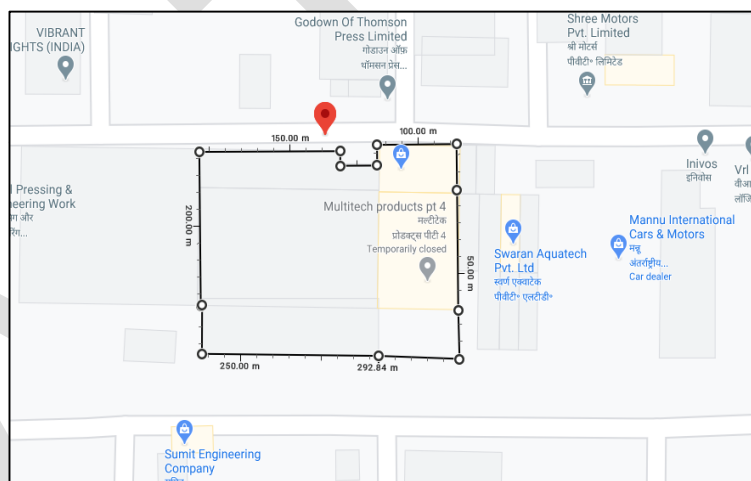 VIBRANT
IGHTS (INDIA)
Godown Of Thomson
Press Limited
गोडाउन ऑफ़
थॉमसन प्रेस...
Shree Motors
Pvt. Limited
श्री मोटर्स
पीवीटी॰ लिमिटेड
150.00 m
100.00 m
Inivos
इनिवोस
Vrl
l Pressing &
neering Work
Multitech products pt 4
मल्टीटेक
प्रोडक्ट्स पीटी 4
Temporarily closed
200.00 m
50.00 m
Swaran Aquatech
Pvt. Ltd
स्वर्ण एक्वाटेक
पीवीटी॰ एलटीडी॰
Mannu International
Cars & Motors
मन्नू
अंतर्राष्ट्रीय...
Car dealer
250.00 m
292.84 m
Sumit Engineering
Company